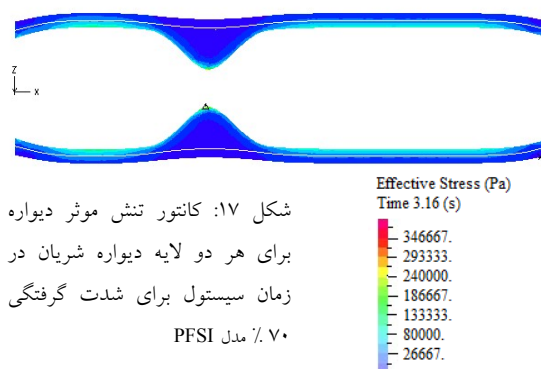 Z
X
شکل ۱۷: کانتور تنش موثر دیواره
برای هر دو لایه دیواره شریان در
زمان سیستول برای شدت گرفتگی
۷۰ ٪ مدل PFSI
Effective Stress (Pa)
Time 3.16 (s)
346667.
293333.
240000.
186667.
133333.
80000.
26667.